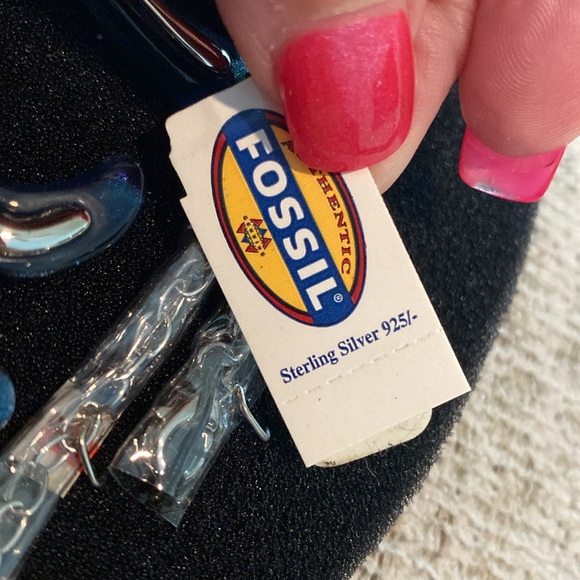 AUTHENTIC
FOSSIL®
Sterling Silver 925/-